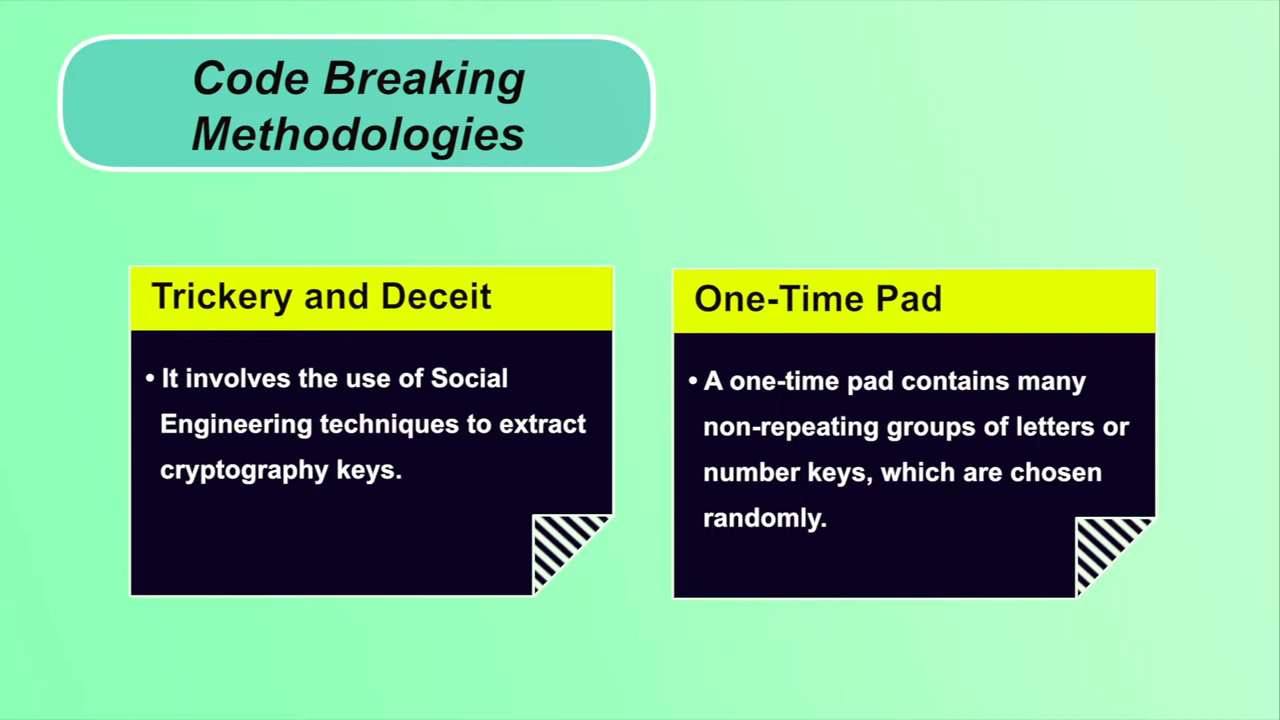 Code Breaking
Methodologies
Trickery and Deceit
• It involves the use of Social
Engineering techniques to extract
cryptography keys.
One-Time Pad
• A one-time pad contains many
non-repeating groups of letters or
number keys, which are chosen
randomly.